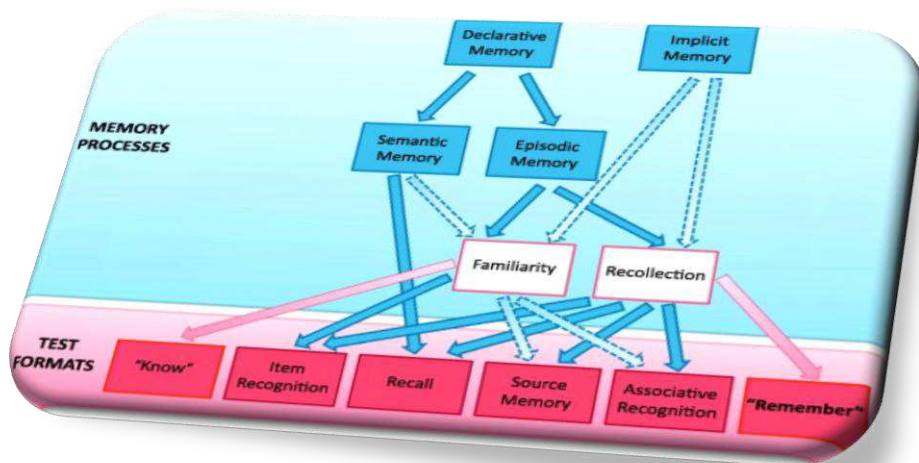 Declarative
Memory
Implicit
Memory
MEMORY
PROCESSES
Semantic
Memory
Episodic
Memory
Familiarity
Recollection
TEST
FORMATS
"Know"
Item
Recognition
Recall
Source
Memory
Associative
Recognition
"Remember"